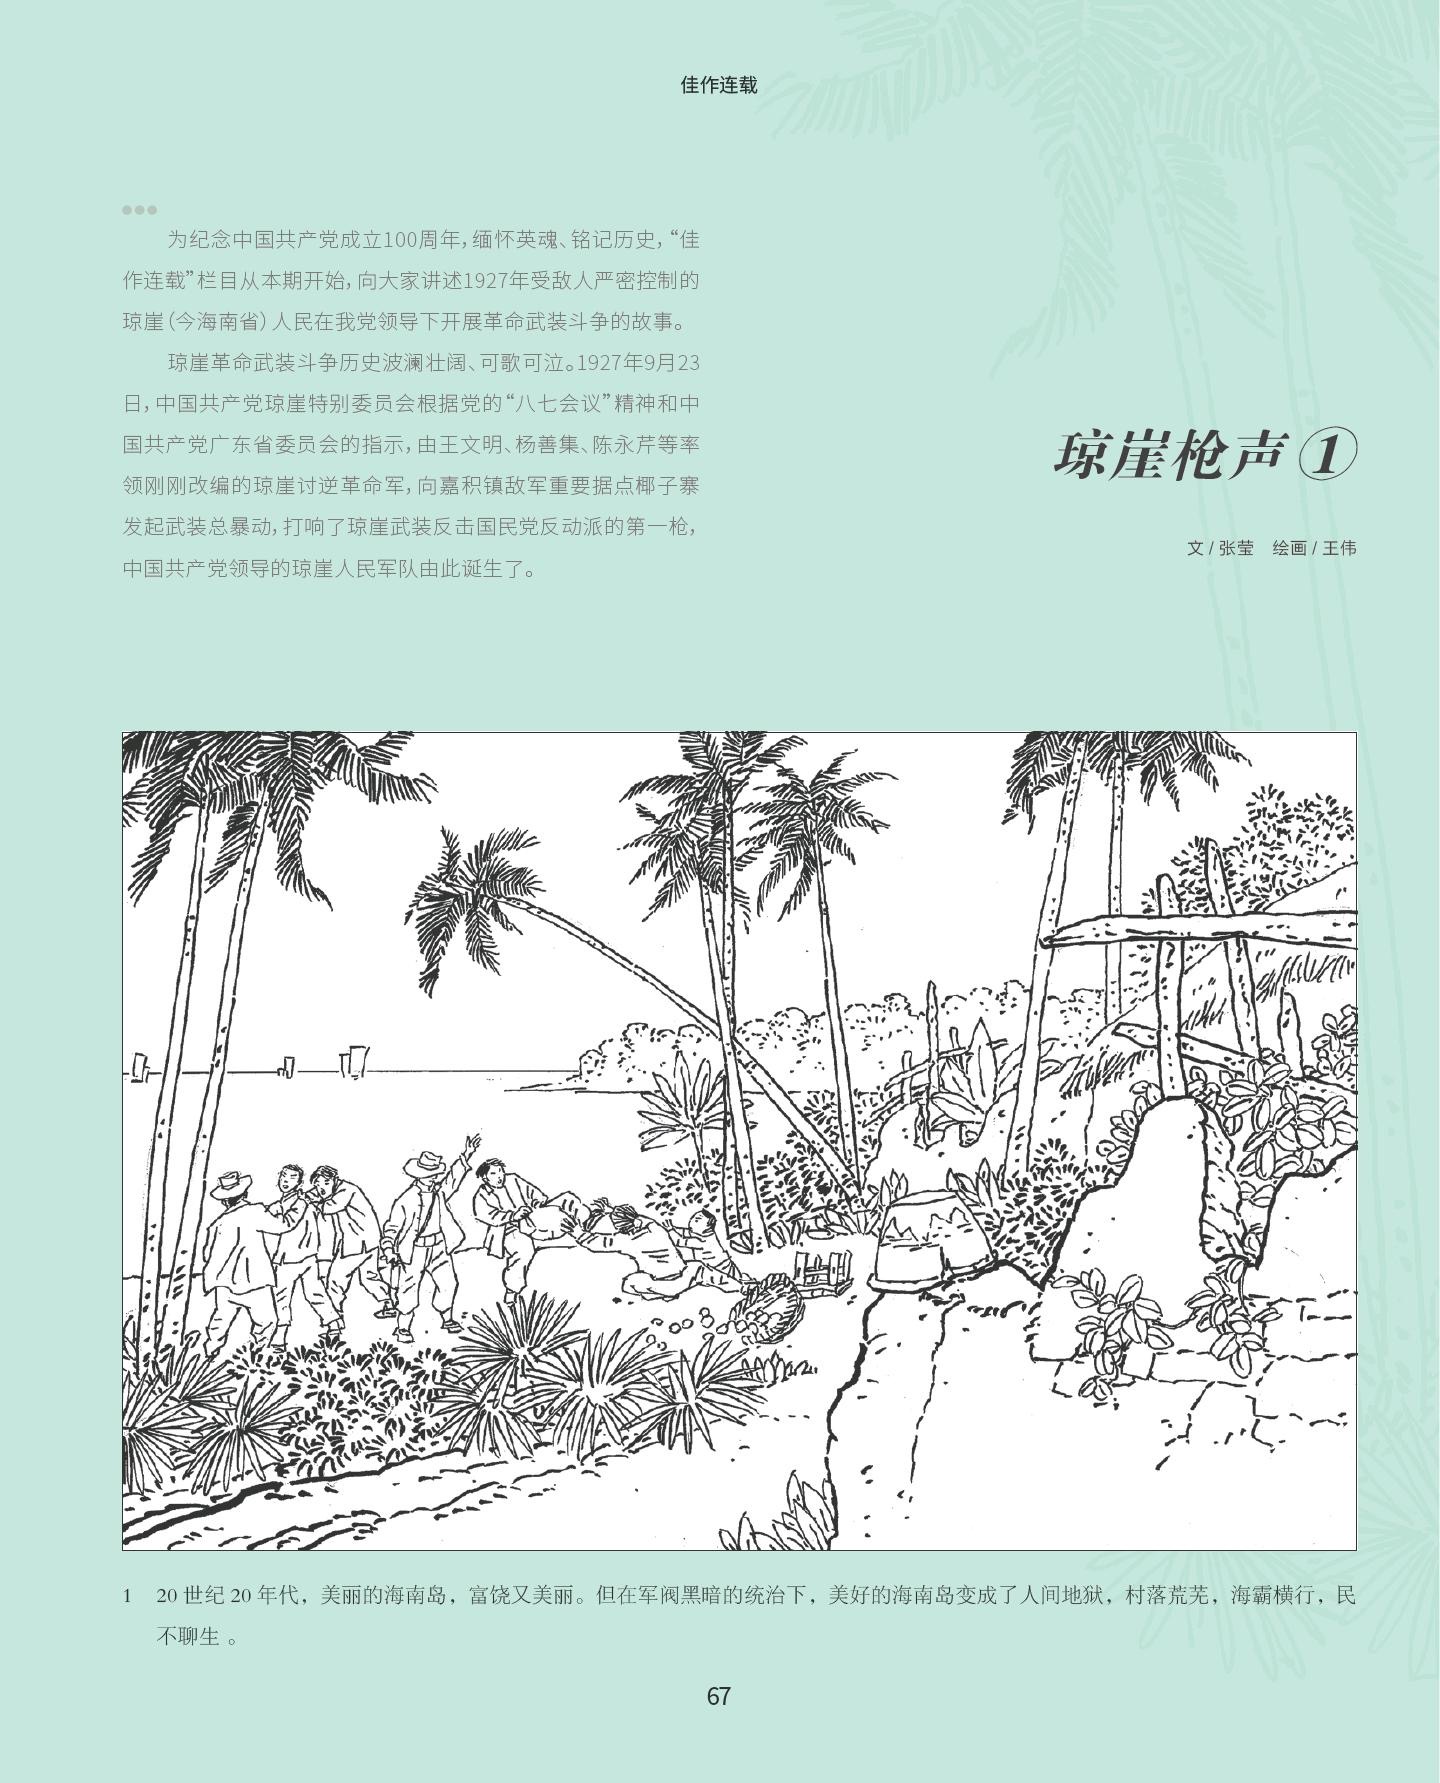 佳作连载
为纪念中国共产党成立100周年，缅怀英魂、铭记历史，“佳
作连载”栏目从本期开始，向大家讲述1927年受敌人严密控制的
琼崖（今海南省）人民在我党领导下开展革命武装斗争的故事。
琼崖革命武装斗争历史波澜壮阔、可歌可泣。1927年9月23
日，中国共产党琼崖特别委员会根据党的“八七会议”精神和中
国共产党广东省委员会的指示，由王文明、杨善集、陈永芹等率
领刚刚改编的琼崖讨逆革命军，向嘉积镇敌军重要据点椰子寨
发起武装总暴动，打响了琼崖武装反击国民党反动派的第一枪，
中国共产党领导的琼崖人民军队由此诞生了。
琼崖枪声①
文 / 张莹　绘画 / 王伟
1　20 世纪 20 年代，美丽的海南岛，富饶又美丽。但在军阀黑暗的统治下，美好的海南岛变成了人间地狱，村落荒芜，海霸横行，民
不聊生 。
67